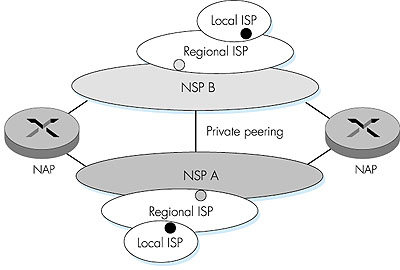 Local ISP
Regional ISP
NSP B
NAP
Private peering
NAP
NSP A
Regional ISP
Local ISP